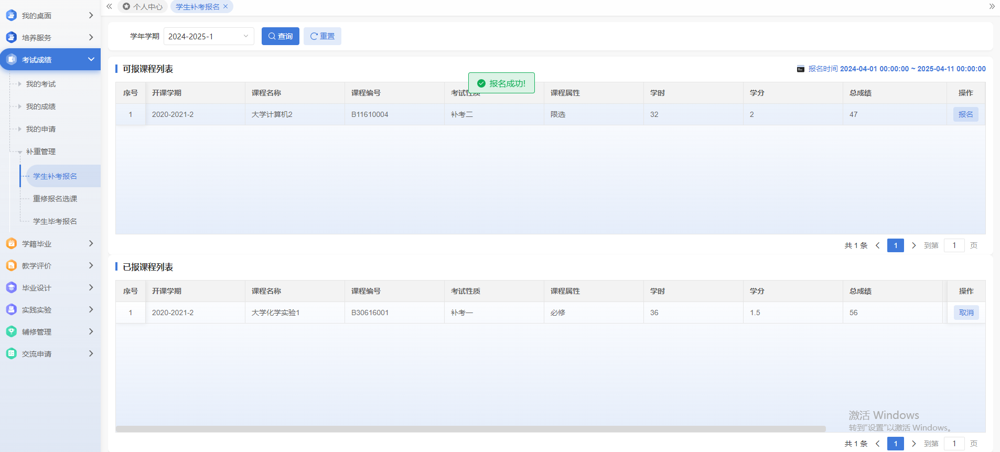 我的桌面
培养服务
考试成绩
我的考试
我的成绩
我的申请
补重管理
学生补考报名
重修报名选课
学生毕考报名
学籍毕业
教学评价
毕业设计
实践实验
辅修管理
交流申请
个人中心 学生补考报名
学年学期 2024-2025-1 查询 重置
可报课程列表 报名时间 2024-04-01 00:00:00 ~ 2025-04-11 00:00:00
报名成功!
序号 开课学期 课程名称 课程编号 考试性质 课程属性 学时 学分 总成绩 操作
1 2020-2021-2 大学计算机2 B11610004 补考二 限选 32 2 47 报名
共 1 条 1 到第 1 页
已报课程列表
序号 开课学期 课程名称 课程编号 考试性质 课程属性 学时 学分 总成绩 操作
1 2020-2021-2 大学化学实验1 B30616001 补考一 必修 36 1.5 56 取消
激活 Windows
转到"设置"以激活 Windows。
共 1 条 1 到第 1 页